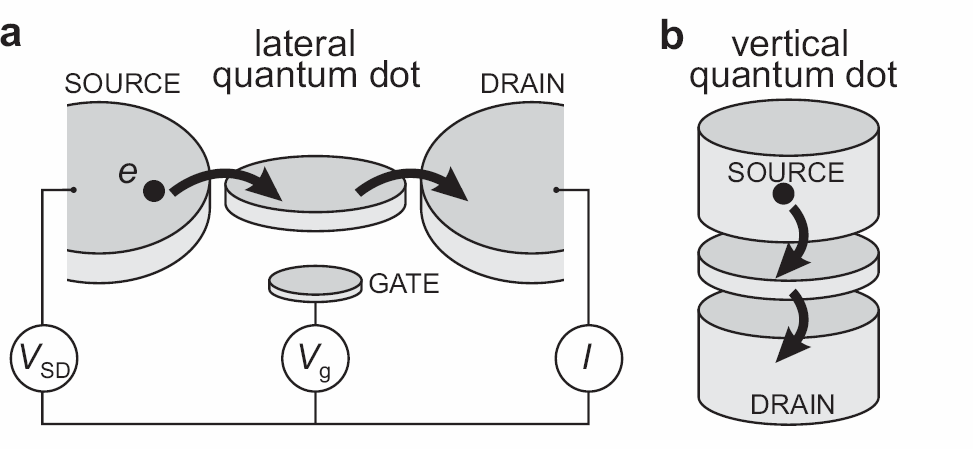 a
lateral
quantum dot
SOURCE
DRAIN
e
GATE
V_SD
V_g
I
b
vertical
quantum dot
SOURCE
DRAIN